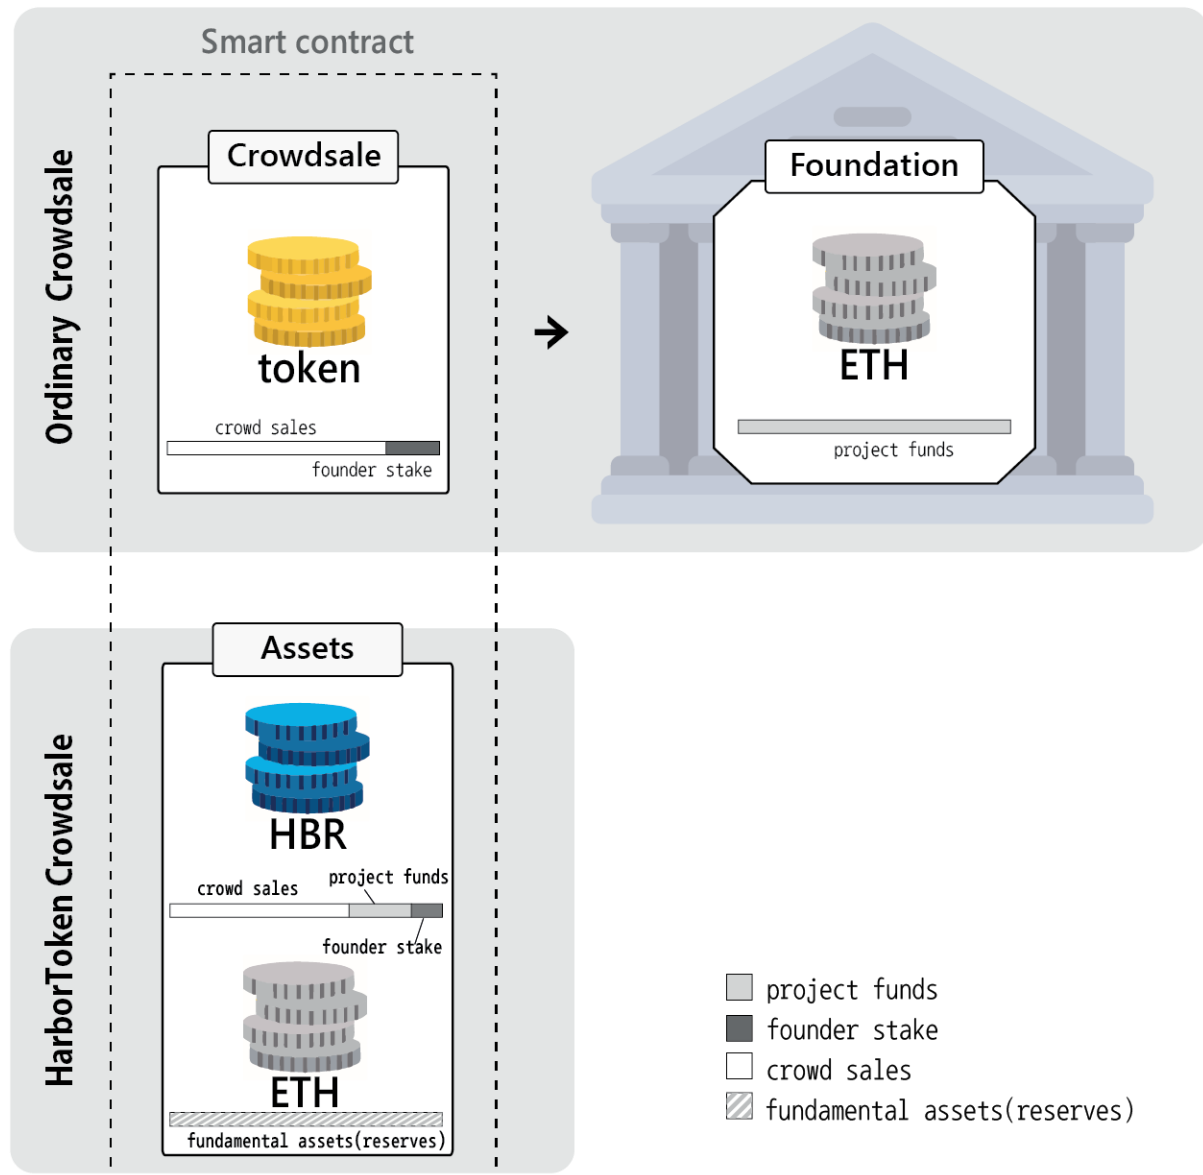 Smart contract
Ordinary Crowdsale
Crowdsale
token
crowd sales
founder stake
Foundation
ETH
project funds
HarborToken Crowdsale
Assets
HBR
project funds
crowd sales
founder stake
ETH
fundamental assets(reserves)
project funds
founder stake
crowd sales
fundamental assets(reserves)